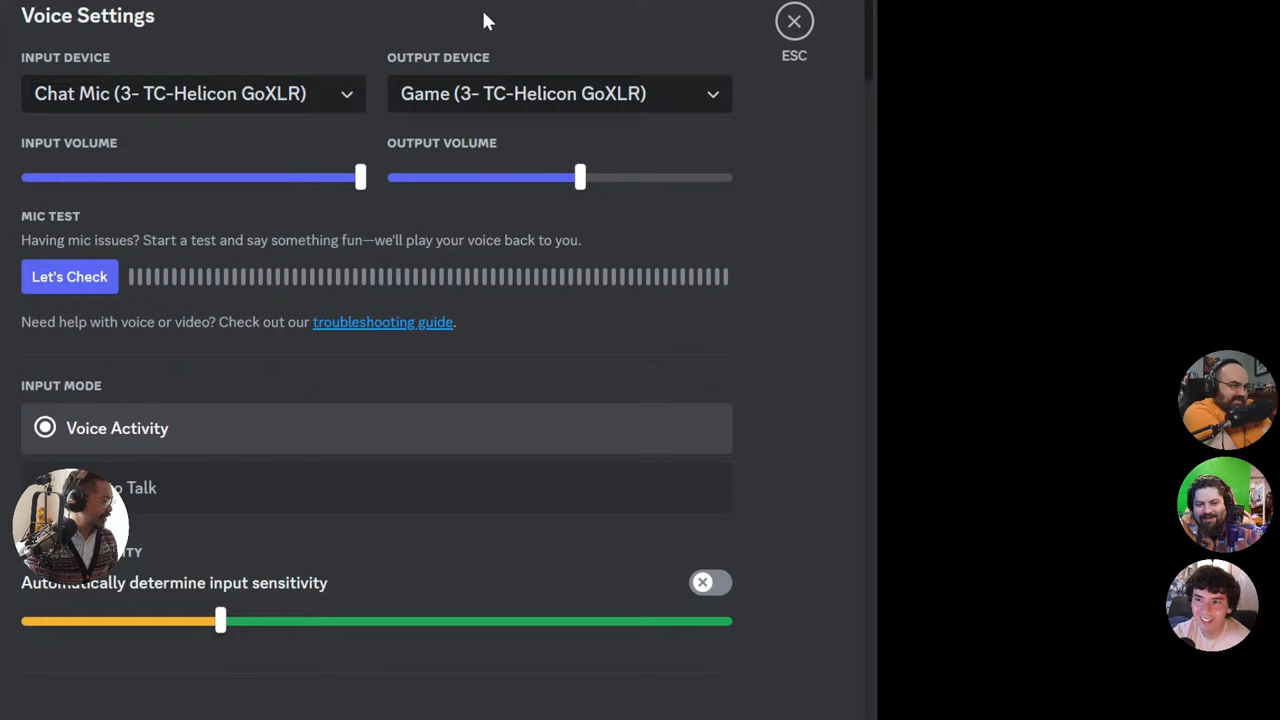 Voice Settings
ESC
INPUT DEVICE
OUTPUT DEVICE
Chat Mic (3- TC-Helicon GoXLR)
Game (3- TC-Helicon GoXLR)
INPUT VOLUME
OUTPUT VOLUME
MIC TEST
Having mic issues? Start a test and say something fun—we'll play your voice back to you.
Let's Check
Need help with voice or video? Check out our troubleshooting guide.
INPUT MODE
Voice Activity
Talk
Automatically determine input sensitivity